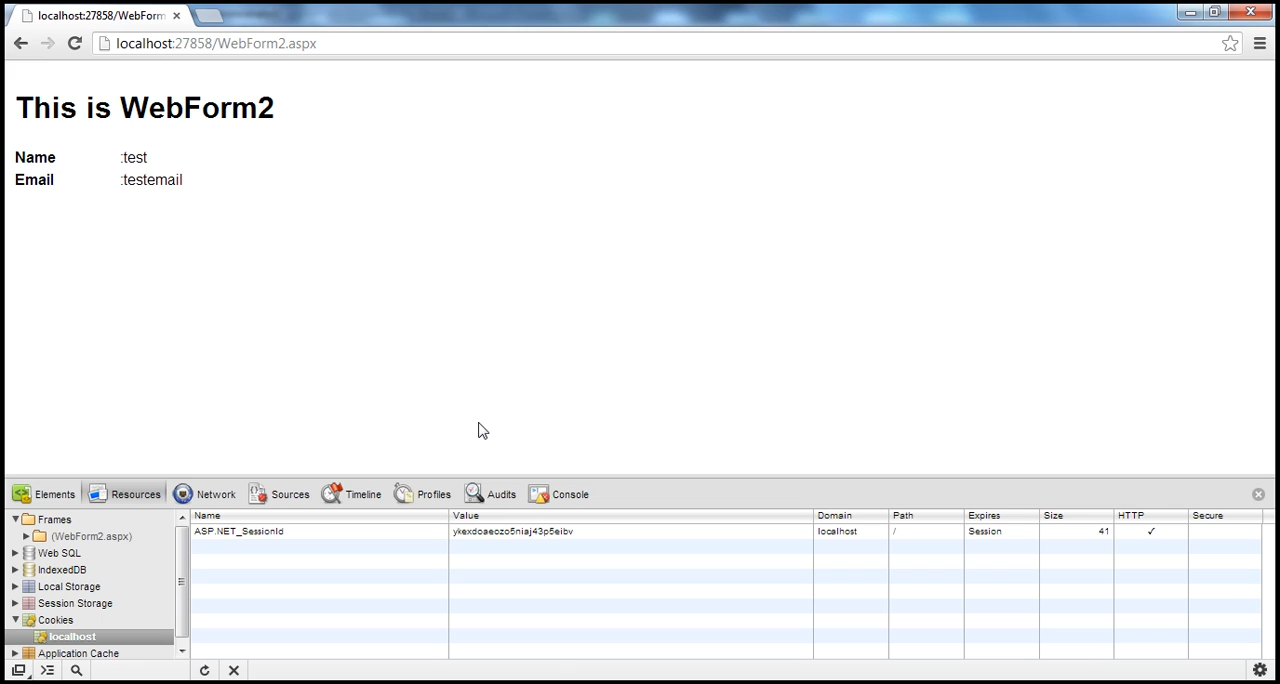 localhost:27858/WebForm
localhost:27858/WebForm2.aspx
This is WebForm2
Name :test
Email :testemail
Elements Resources Network Sources Timeline Profiles Audits Console
Frames
(WebForm2.aspx)
Web SQL
IndexedDB
Local Storage
Session Storage
Cookies
localhost
Application Cache
Name Value Domain Path Expires Size HTTP Secure
ASP.NET_SessionId ykexdoaeozo5niaj43p5eibv localhost / Session 41 ✓